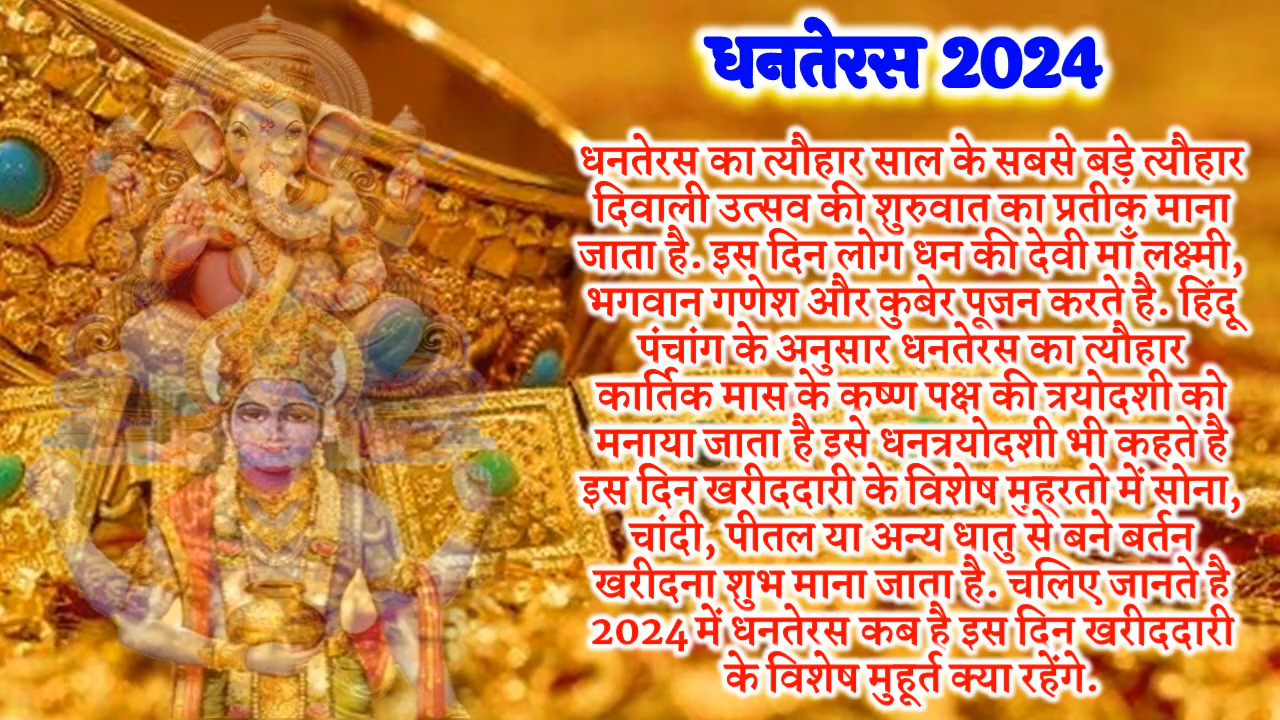 धनतेरस 2024
धनतेरस का त्यौहार साल के सबसे बड़े त्यौहार
दिवाली उत्सव की शुरुवात का प्रतीक माना
जाता है. इस दिन लोग धन की देवी माँ लक्ष्मी,
भगवान गणेश और कुबेर पूजन करते है. हिंदू
पंचांग के अनुसार धनतेरस का त्यौहार
कार्तिक मास के कृष्ण पक्ष की त्रयोदशी को
मनाया जाता है इसे धनत्रयोदशी भी कहते है
इस दिन खरीददारी के विशेष मुहूरतो में सोना,
चांदी, पीतल या अन्य धातु से बने बर्तन
खरीदना शुभ माना जाता है. चलिए जानते है
2024 में धनतेरस कब है इस दिन खरीददारी
के विशेष मुहूर्त क्या रहेंगे.